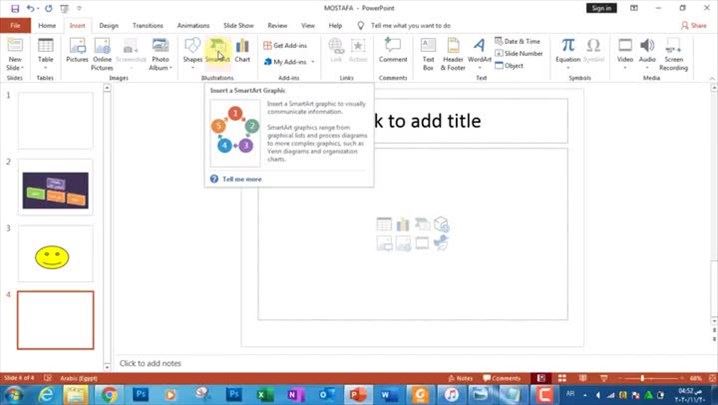 MOSTAFA - PowerPoint
Sign in
File Home Insert Design Transitions Animations Slide Show Review View Help Tell me what you want to do Share
New Slide
Table
Pictures
Online Pictures
Screenshot
Photo Album
Shapes
SmartArt
Chart
Get Add-ins
My Add-ins
Link
Action
Comment
Text Box
Header & Footer
WordArt
Date & Time
Slide Number
Object
Equation
Symbol
Video
Audio
Screen Recording
Slides Tables Images Illustrations Add-ins Links Comments Text Symbols Media
Insert a SmartArt Graphic
Insert a SmartArt graphic to visually communicate information.
SmartArt graphics range from graphical lists and process diagrams to more complex graphics, such as Venn diagrams and organization charts.
1
2
3
4
5
Tell me more
k to add title
1
2
3
4
Click to add notes
Slide 4 of 4 Arabic (Egypt) Notes Comments 68%
AR
04:52